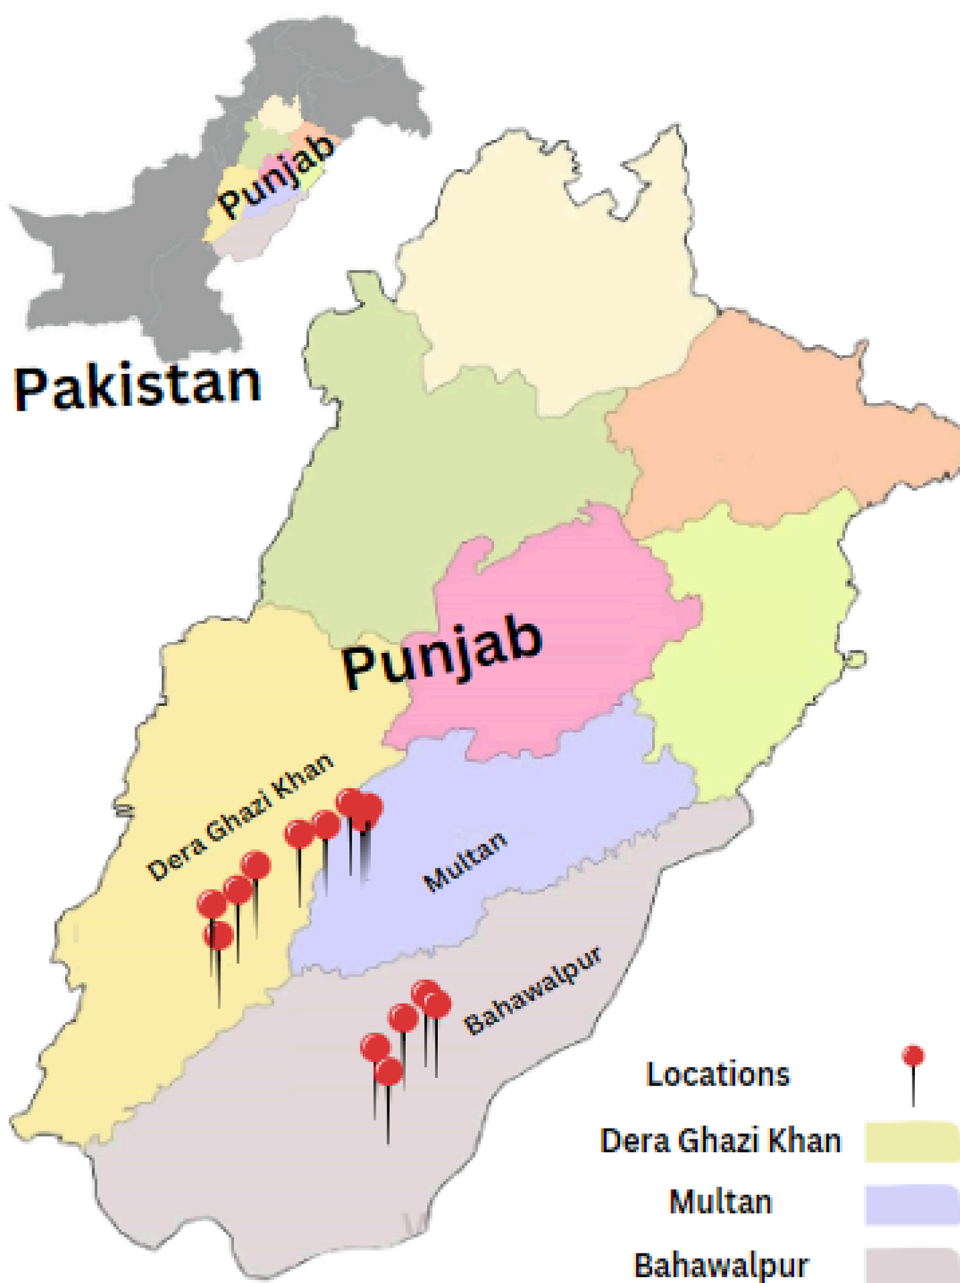 Punjab
Pakistan
Punjab
Dera Ghazi Khan
Multan
Bahawalpur
Locations
Dera Ghazi Khan
Multan
Bahawalpur